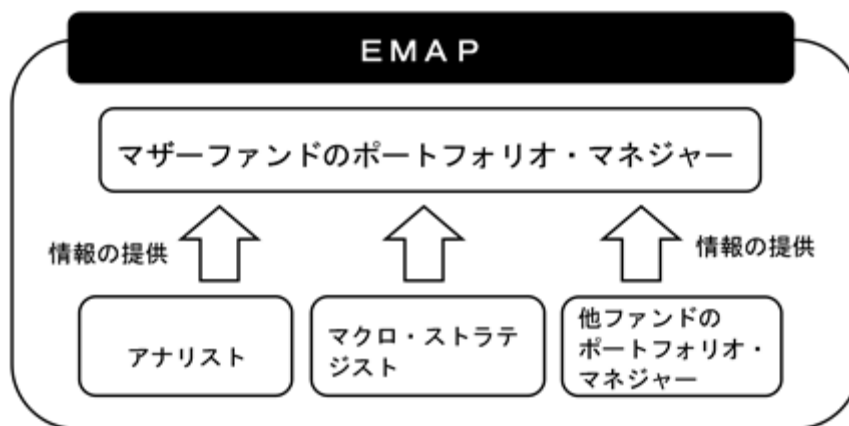 ＥＭＡＰ
マザーファンドのポートフォリオ・マネジャー
情報の提供
情報の提供
アナリスト
マクロ・ストラテ
ジスト
他ファンドの
ポートフォリオ・
マネジャー